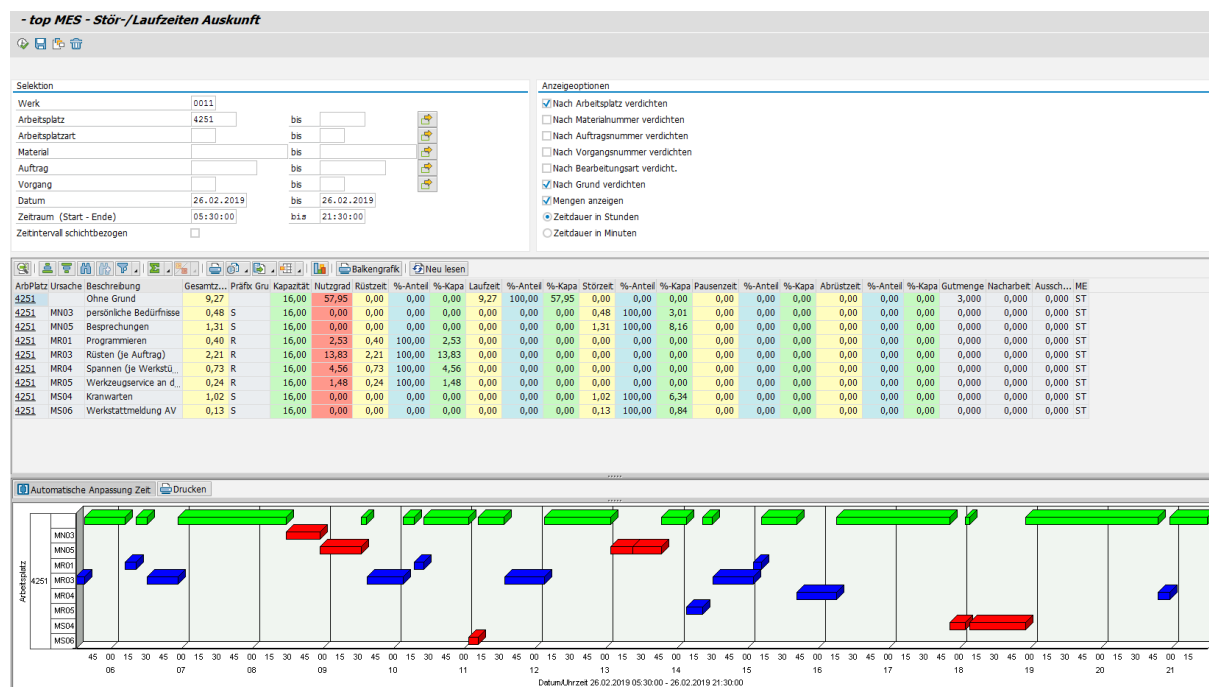 - top MES - Stör-/Laufzeiten Auskunft
Selektion
Werk 0011
Arbeitsplatz 4251 bis
Arbeitsplatzart bis
Material bis
Auftrag bis
Vorgang bis
Datum 26.02.2019 bis 26.02.2019
Zeitraum (Start - Ende) 05:30:00 bis 21:30:00
Zeitintervall schichtbezogen
Anzeigeoptionen
Nach Arbeitsplatz verdichten
Nach Materialnummer verdichten
Nach Auftragsnummer verdichten
Nach Vorgangsnummer verdichten
Nach Bearbeitungsart verdicht.
Nach Grund verdichten
Mengen anzeigen
Zeitdauer in Stunden
Zeitdauer in Minuten
Balkengrafik Neu lesen
ArbPlatz Ursache Beschreibung Gesamtz... Präfix Gru Kapazität Nutzgrad Rüstzeit %-Anteil %-Kapa Laufzeit %-Anteil %-Kapa Störzeit %-Anteil %-Kapa Pausenzeit %-Anteil %-Kapa Abrüstzeit %-Anteil %-Kapa Gutmenge Nacharbeit Aussch... ME
4251 Ohne Grund 9,27 16,00 57,95 0,00 0,00 0,00 9,27 100,00 57,95 0,00 0,00 0,00 0,00 0,00 0,00 0,00 0,00 0,00 3,000 0,000 0,000 ST
4251 MN03 persönliche Bedürfnisse 0,48 S 16,00 0,00 0,00 0,00 0,00 0,00 0,00 0,00 0,48 100,00 3,01 0,00 0,00 0,00 0,00 0,00 0,00 0,000 0,000 0,000 ST
4251 MN05 Besprechungen 1,31 S 16,00 0,00 0,00 0,00 0,00 0,00 0,00 0,00 1,31 100,00 8,16 0,00 0,00 0,00 0,00 0,00 0,00 0,000 0,000 0,000 ST
4251 MR01 Programmieren 0,40 R 16,00 2,53 0,40 100,00 2,53 0,00 0,00 0,00 0,00 0,00 0,00 0,00 0,00 0,00 0,00 0,00 0,00 0,000 0,000 0,000 ST
4251 MR03 Rüsten (je Auftrag) 2,21 R 16,00 13,83 2,21 100,00 13,83 0,00 0,00 0,00 0,00 0,00 0,00 0,00 0,00 0,00 0,00 0,00 0,00 0,000 0,000 0,000 ST
4251 MR04 Spannen (je Werkstü... 0,73 R 16,00 4,56 0,73 100,00 4,56 0,00 0,00 0,00 0,00 0,00 0,00 0,00 0,00 0,00 0,00 0,00 0,00 0,000 0,000 0,000 ST
4251 MR05 Werkzeugservice an d... 0,24 R 16,00 1,48 0,24 100,00 1,48 0,00 0,00 0,00 0,00 0,00 0,00 0,00 0,00 0,00 0,00 0,00 0,00 0,000 0,000 0,000 ST
4251 MS04 Kranwarten 1,02 S 16,00 0,00 0,00 0,00 0,00 0,00 0,00 0,00 1,02 100,00 6,34 0,00 0,00 0,00 0,00 0,00 0,00 0,000 0,000 0,000 ST
4251 MS06 Werkstattmeldung AV 0,13 S 16,00 0,00 0,00 0,00 0,00 0,00 0,00 0,00 0,13 100,00 0,84 0,00 0,00 0,00 0,00 0,00 0,00 0,000 0,000 0,000 ST
Automatische Anpassung Zeit Drucken
Arbeitsplatz
4251
MN03
MN05
MR01
MR03
MR04
MR05
MS04
MS06
45 00 15 30 45 00 15 30 45 00 15 30 45 00 15 30 45 00 15 30 45 00 15 30 45 00 15 30 45 00 15 30 45 00 15 30 45 00 15 30 45 00 15 30 45 00 15 30 45 00 15 30 45 00 15 30 45 00 15 30 45 00 15
06 07 08 09 10 11 12 13 14 15 16 17 18 19 20 21
Datum/Uhrzeit 26.02.2019 05:30:00 - 26.02.2019 21:30:00